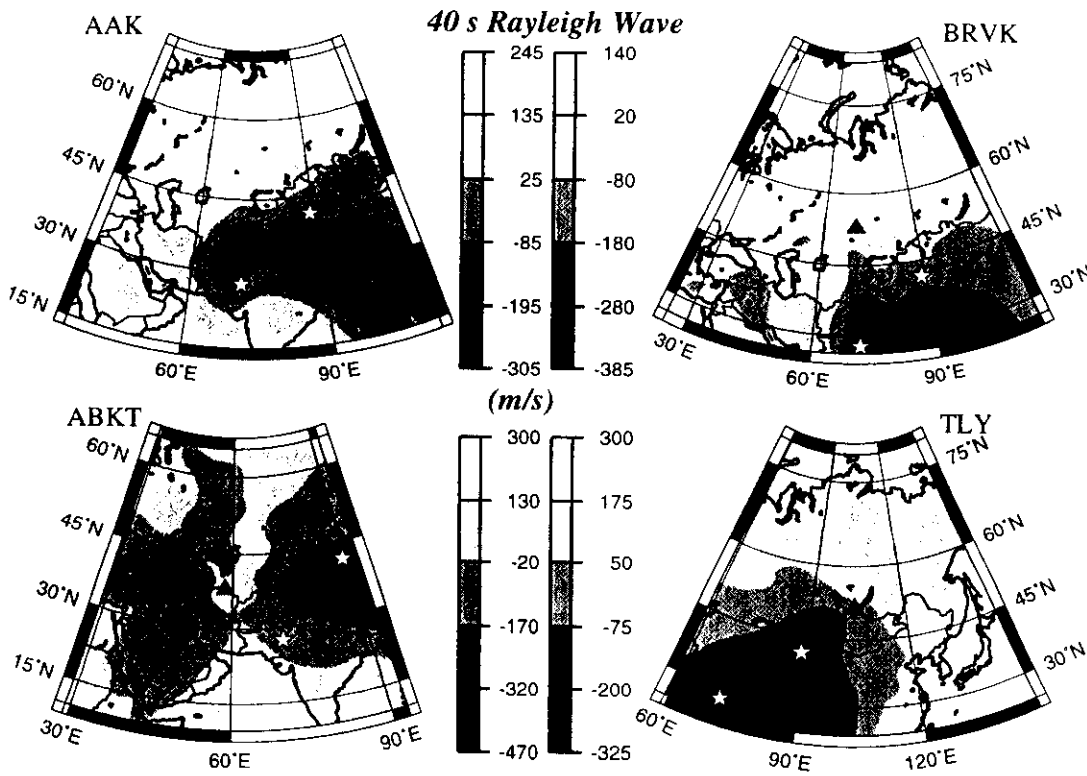 40 s Rayleigh Wave
AAK
60°N
45°N
30°N
15°N
60°E
90°E
245
135
25
-85
-195
-305
140
20
-80
-180
-280
-385
BRVK
75°N
60°N
45°N
30°N
30°E
60°E
90°E
(m/s)
ABKT
60°N
45°N
30°N
15°N
30°E
60°E
90°E
300
130
-20
-170
-320
-470
300
175
50
-75
-200
-325
TLY
75°N
60°N
45°N
30°N
60°E
90°E
120°E